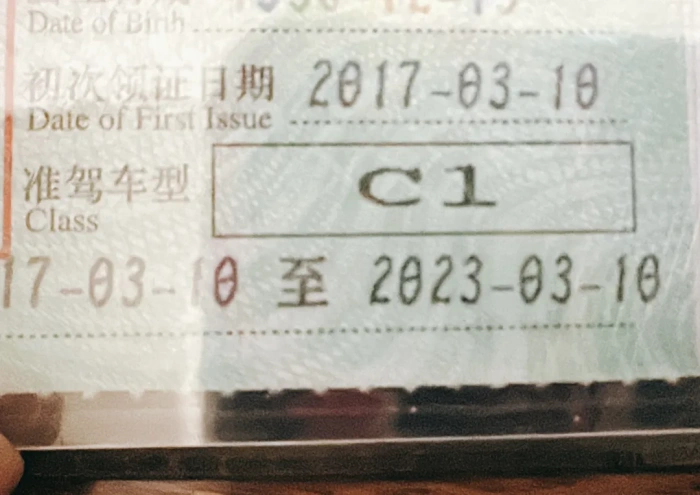 Date of Birth
初次领证日期 2017-03-10
Date of First Issue
准驾车型 C1
Class
17-03-10 至 2023-03-10